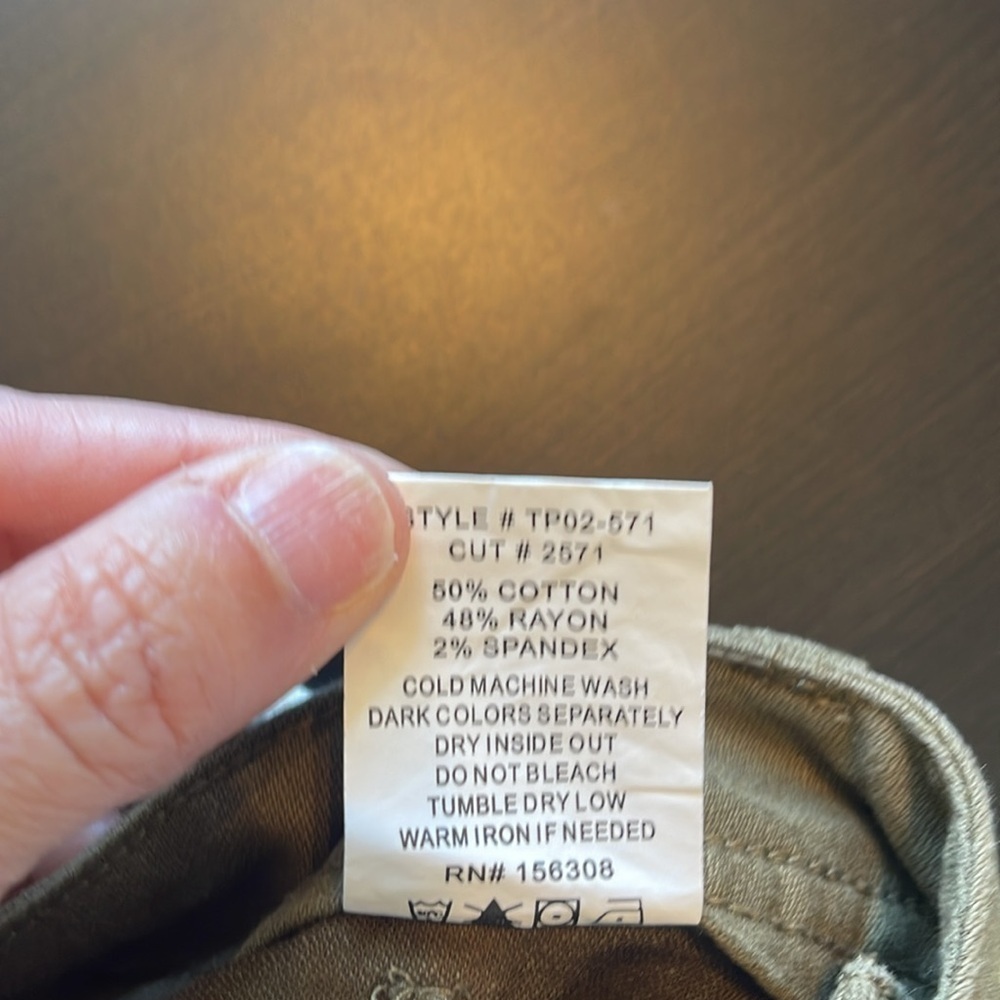 STYLE # TP02-571
CUT # 2571
50% COTTON
48% RAYON
2% SPANDEX
COLD MACHINE WASH
DARK COLORS SEPARATELY
DRY INSIDE OUT
DO NOT BLEACH
TUMBLE DRY LOW
WARM IRON IF NEEDED
RN# 156308